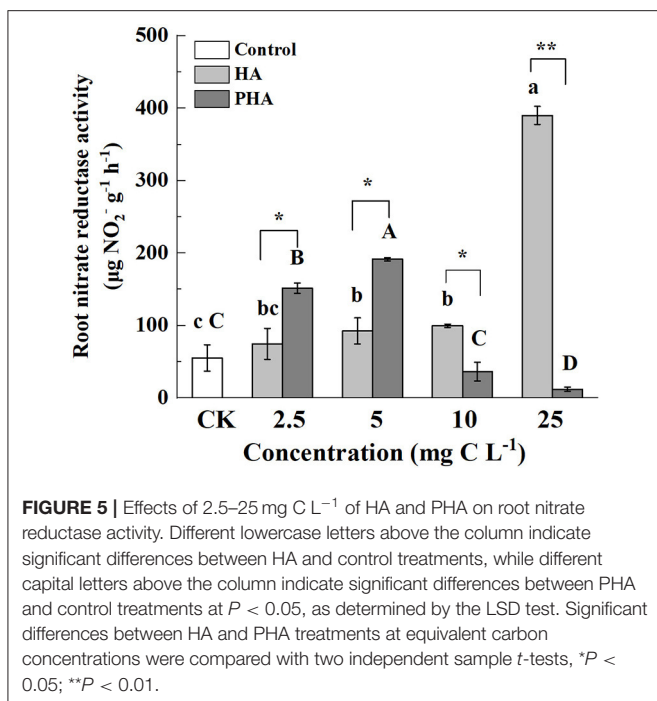 Control
HA
PHA
Root nitrate reductase activity
(µg NO₂⁻ g⁻¹ h⁻¹)
500
400
300
200
100
0
c C
bc
*
B
b
*
A
b
*
C
a
**
D
CK
2.5
5
10
25
Concentration (mg C L⁻¹)
FIGURE 5 | Effects of 2.5–25 mg C L⁻¹ of HA and PHA on root nitrate
reductase activity. Different lowercase letters above the column indicate
significant differences between HA and control treatments, while different
capital letters above the column indicate significant differences between PHA
and control treatments at P < 0.05, as determined by the LSD test. Significant
differences between HA and PHA treatments at equivalent carbon
concentrations were compared with two independent sample t-tests, *P <
0.05; **P < 0.01.